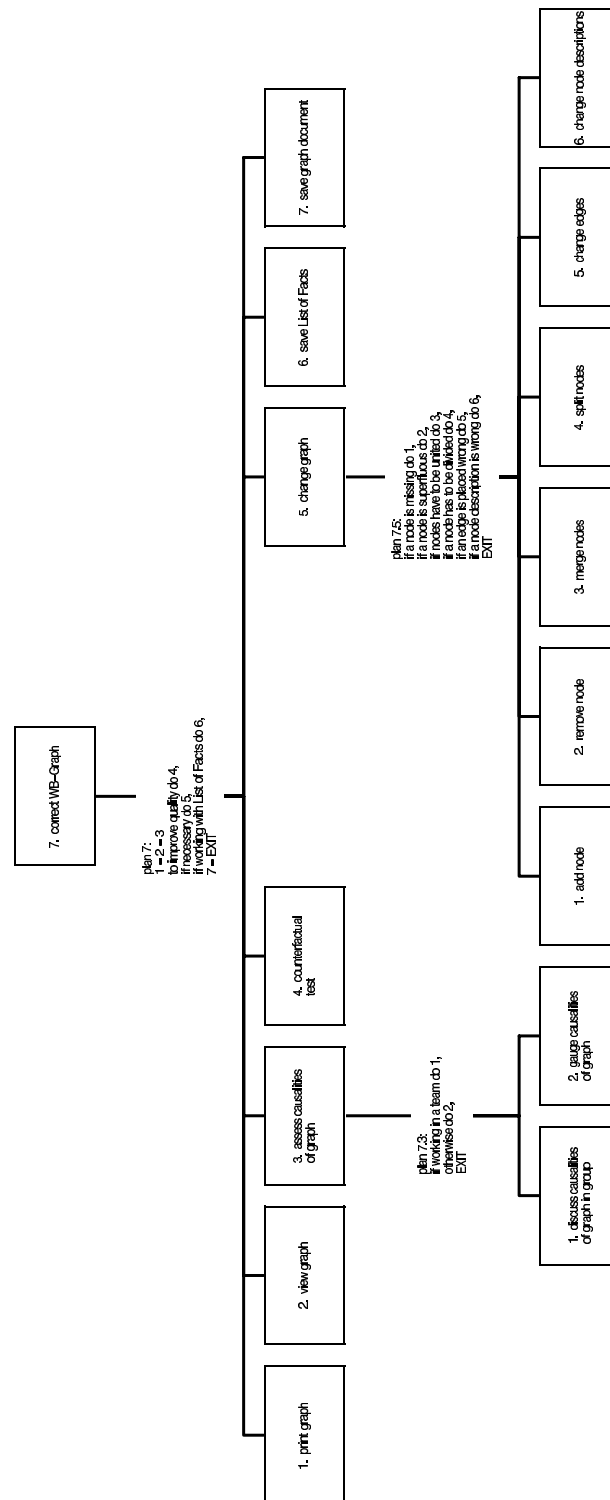 7. correct WB-Graph
plan 7:
1 - 2 - 3
to improve quality do 4,
if necessary do 5,
if working with List of Facts do 6,
7 - EXIT
1. print graph
2. view graph
3. assess causalities
of graph
4. counterfactual
test
5. change graph
6. save List of Facts
7. save graph document
plan 7.3:
if working in a team do 1,
otherwise do 2,
EXIT
plan 7.5:
if a node is missing do 1,
if a node is superfluous do 2,
if nodes have to be united do 3,
if a node has to be divided do 4,
if an edge is placed wrong do 5,
if a node description is wrong do 6,
EXIT
1. discuss causalities
of graph in group
2. gauge causalities
of graph
1. add node
2. remove node
3. merge nodes
4. split nodes
5. change edges
6. change node descriptions